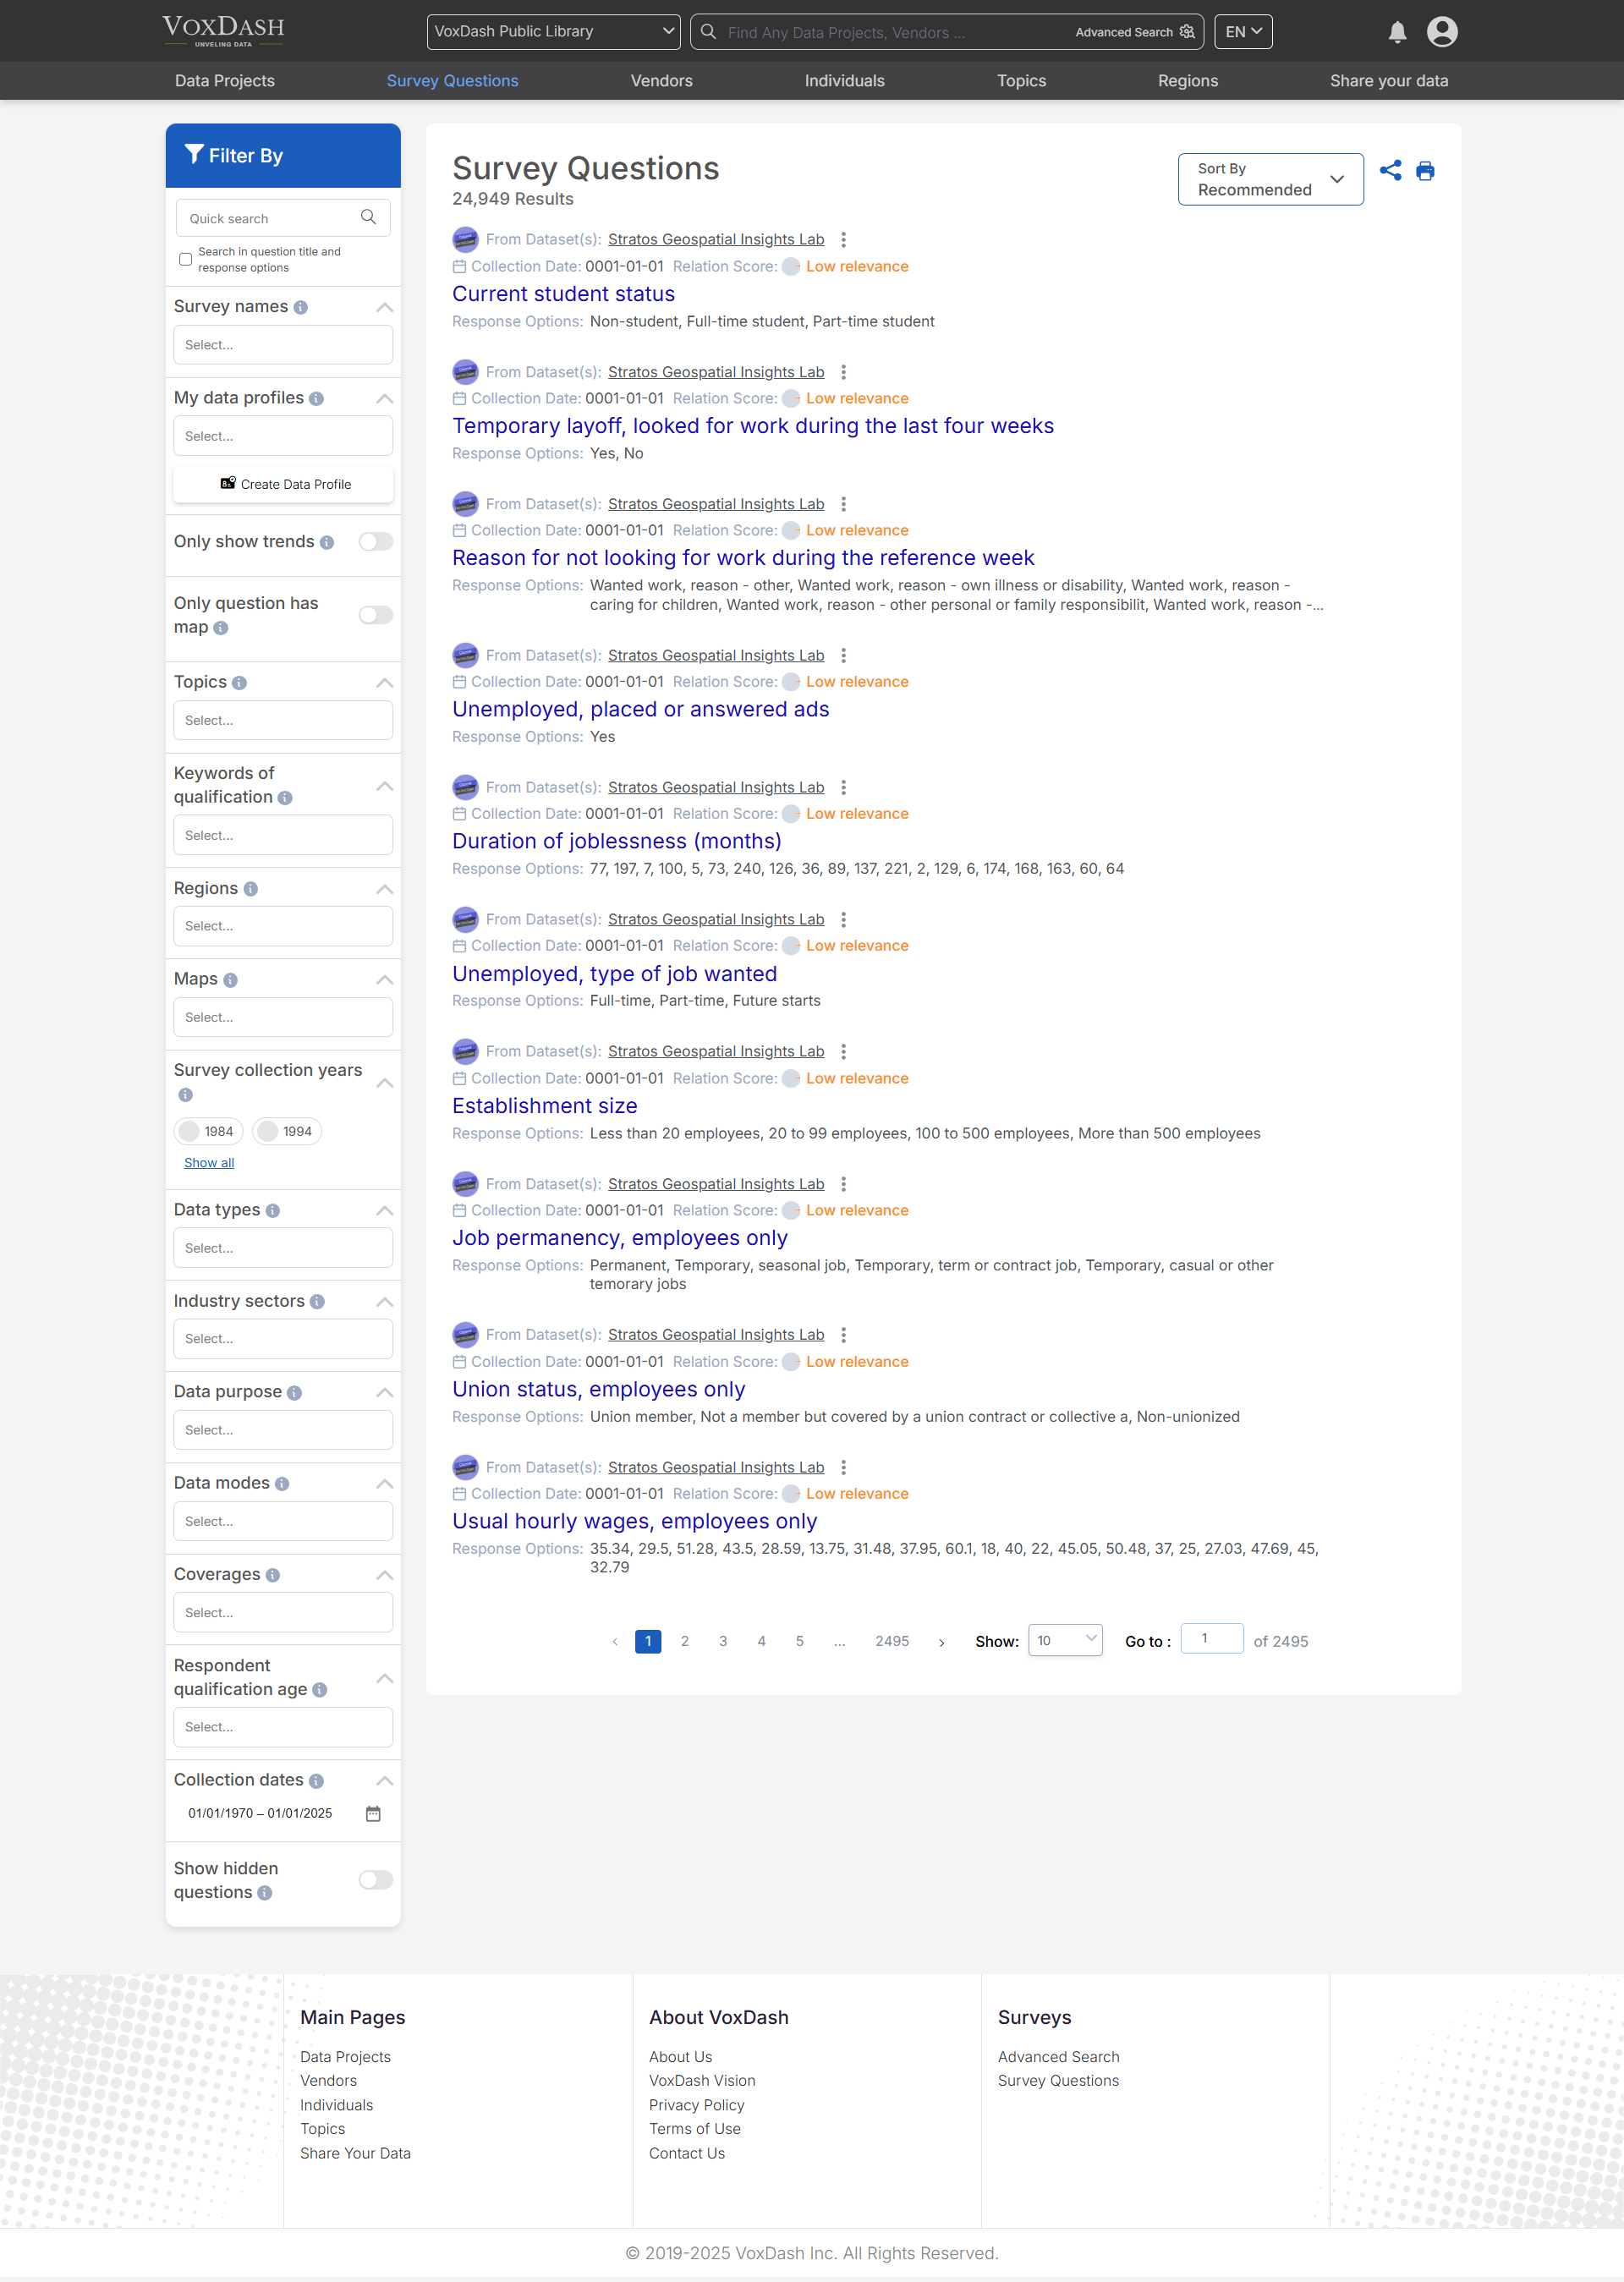 VOXDASH
UNVELING DATA
VoxDash Public Library
Find Any Data Projects, Vendors ...
Advanced Search
EN
Data Projects
Survey Questions
Vendors
Individuals
Topics
Regions
Share your data
Filter By
Quick search
Search in question title and
response options
Survey names
Select...
My data profiles
Select...
Create Data Profile
Only show trends
Only question has
map
Topics
Select...
Keywords of
qualification
Select...
Regions
Select...
Maps
Select...
Survey collection years
1984
1994
Show all
Data types
Select...
Industry sectors
Select...
Data purpose
Select...
Data modes
Select...
Coverages
Select...
Respondent
qualification age
Select...
Collection dates
01/01/1970 – 01/01/2025
Show hidden
questions
Survey Questions
24,949 Results
Sort By
Recommended
From Dataset(s): Stratos Geospatial Insights Lab
Collection Date: 0001-01-01 Relation Score: Low relevance
Current student status
Response Options: Non-student, Full-time student, Part-time student
From Dataset(s): Stratos Geospatial Insights Lab
Collection Date: 0001-01-01 Relation Score: Low relevance
Temporary layoff, looked for work during the last four weeks
Response Options: Yes, No
From Dataset(s): Stratos Geospatial Insights Lab
Collection Date: 0001-01-01 Relation Score: Low relevance
Reason for not looking for work during the reference week
Response Options: Wanted work, reason - other, Wanted work, reason - own illness or disability, Wanted work, reason -
caring for children, Wanted work, reason - other personal or family responsibilit, Wanted work, reason -...
From Dataset(s): Stratos Geospatial Insights Lab
Collection Date: 0001-01-01 Relation Score: Low relevance
Unemployed, placed or answered ads
Response Options: Yes
From Dataset(s): Stratos Geospatial Insights Lab
Collection Date: 0001-01-01 Relation Score: Low relevance
Duration of joblessness (months)
Response Options: 77, 197, 7, 100, 5, 73, 240, 126, 36, 89, 137, 221, 2, 129, 6, 174, 168, 163, 60, 64
From Dataset(s): Stratos Geospatial Insights Lab
Collection Date: 0001-01-01 Relation Score: Low relevance
Unemployed, type of job wanted
Response Options: Full-time, Part-time, Future starts
From Dataset(s): Stratos Geospatial Insights Lab
Collection Date: 0001-01-01 Relation Score: Low relevance
Establishment size
Response Options: Less than 20 employees, 20 to 99 employees, 100 to 500 employees, More than 500 employees
From Dataset(s): Stratos Geospatial Insights Lab
Collection Date: 0001-01-01 Relation Score: Low relevance
Job permanency, employees only
Response Options: Permanent, Temporary, seasonal job, Temporary, term or contract job, Temporary, casual or other
temorary jobs
From Dataset(s): Stratos Geospatial Insights Lab
Collection Date: 0001-01-01 Relation Score: Low relevance
Union status, employees only
Response Options: Union member, Not a member but covered by a union contract or collective a, Non-unionized
From Dataset(s): Stratos Geospatial Insights Lab
Collection Date: 0001-01-01 Relation Score: Low relevance
Usual hourly wages, employees only
Response Options: 35.34, 29.5, 51.28, 43.5, 28.59, 13.75, 31.48, 37.95, 60.1, 18, 40, 22, 45.05, 50.48, 37, 25, 27.03, 47.69, 45,
32.79
1 2 3 4 5 ... 2495 Show: 10 Go to : 1 of 2495
Main Pages
Data Projects
Vendors
Individuals
Topics
Share Your Data
About VoxDash
About Us
VoxDash Vision
Privacy Policy
Terms of Use
Contact Us
Surveys
Advanced Search
Survey Questions
© 2019-2025 VoxDash Inc. All Rights Reserved.